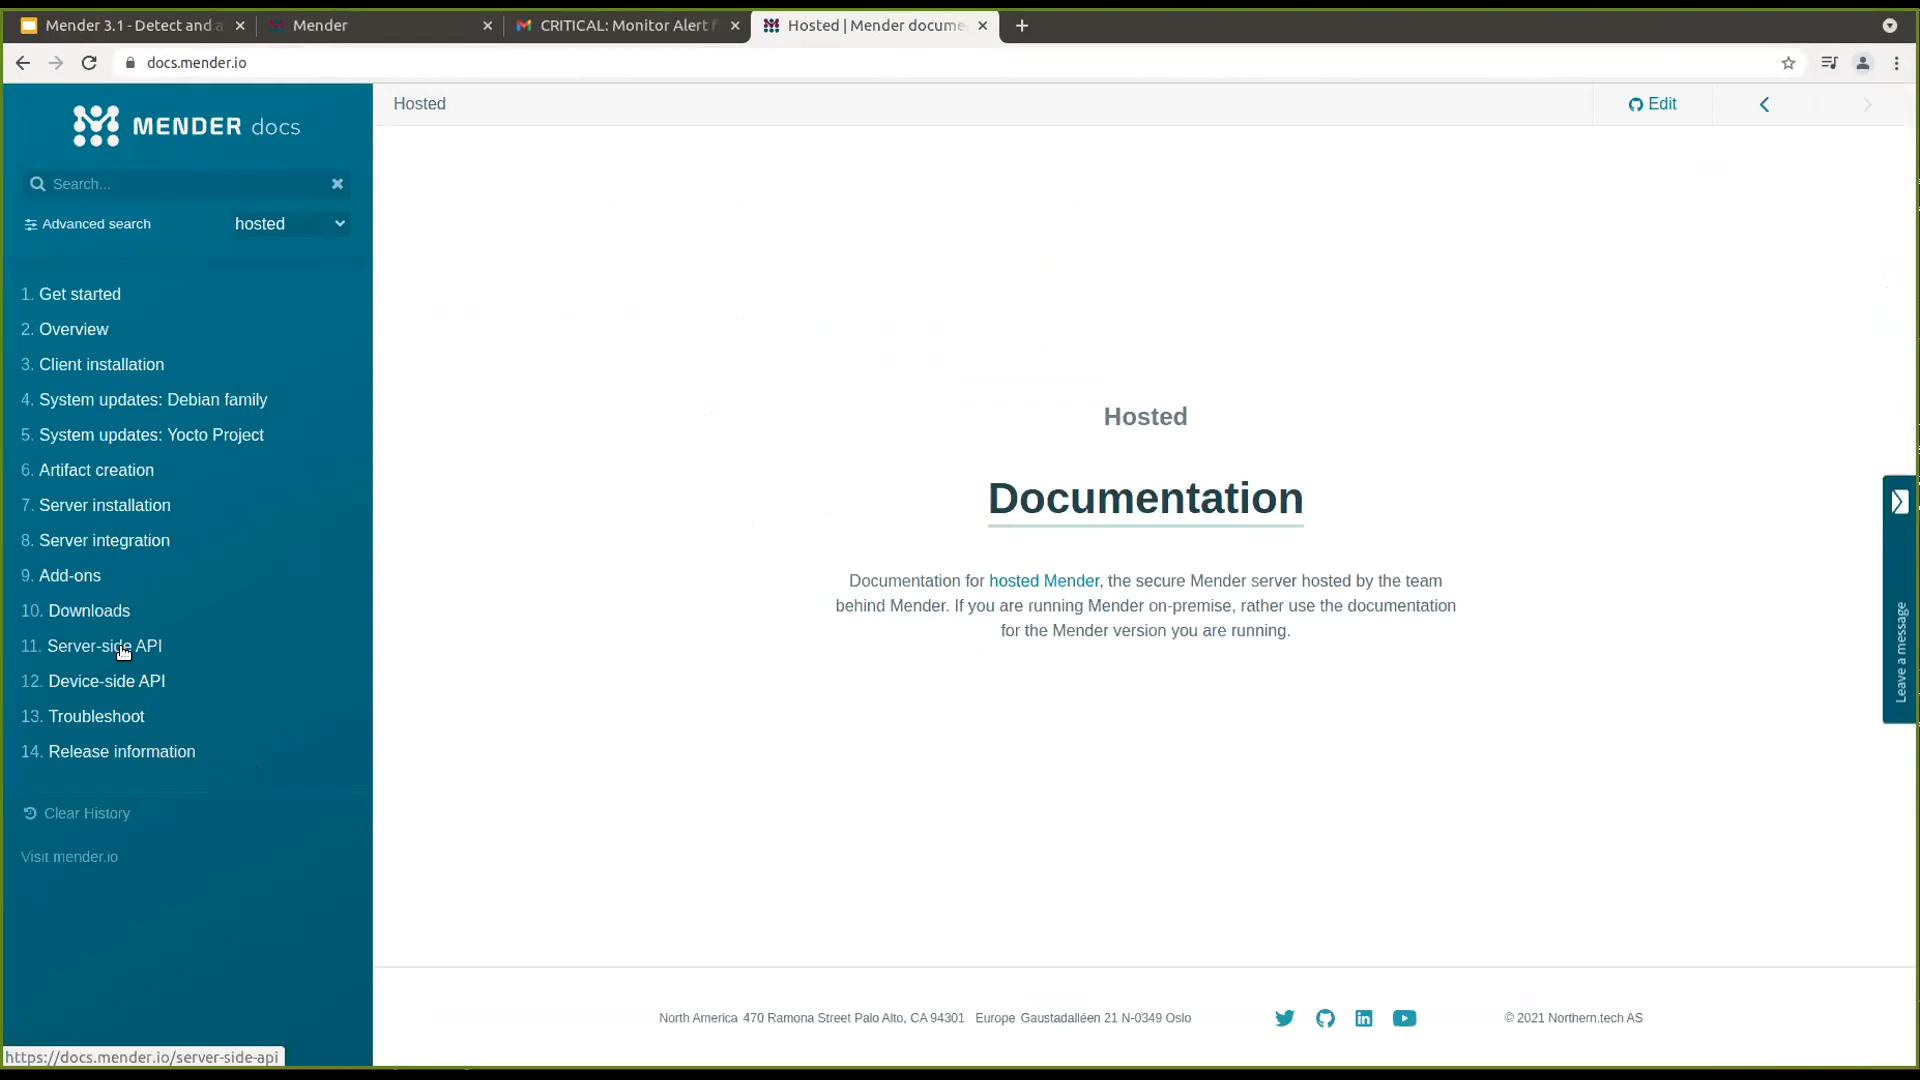 Mender 3.1 - Detect and a
Mender
CRITICAL: Monitor Alert f
Hosted | Mender docume
docs.mender.io
MENDER docs
Search...
Advanced search
hosted
1. Get started
2. Overview
3. Client installation
4. System updates: Debian family
5. System updates: Yocto Project
6. Artifact creation
7. Server installation
8. Server integration
9. Add-ons
10. Downloads
11. Server-side API
12. Device-side API
13. Troubleshoot
14. Release information
Clear History
Visit mender.io
Hosted
Edit
Hosted
Documentation
Documentation for hosted Mender, the secure Mender server hosted by the team
behind Mender. If you are running Mender on-premise, rather use the documentation
for the Mender version you are running.
Leave a message
North America 470 Ramona Street Palo Alto, CA 94301 Europe Gaustadalléen 21 N-0349 Oslo
© 2021 Northern.tech AS
https://docs.mender.io/server-side-api